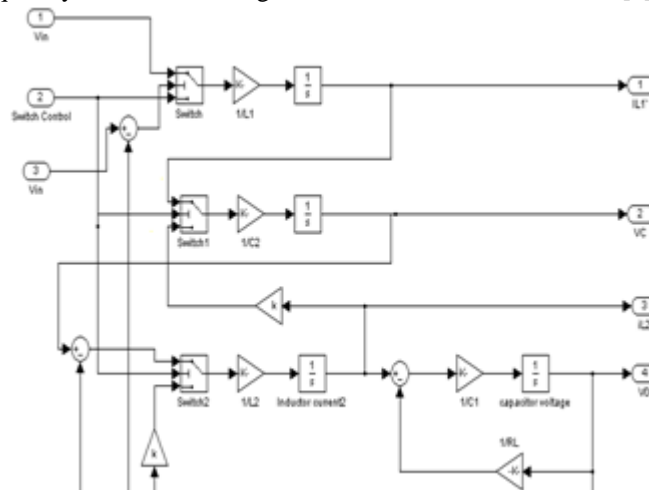 1
Vin
2
Switch Control
3
Vin
Switch
K-
1/L1
1
s
1
IL1'
Switch1
K-
1/C2
1
s
2
VC
k
3
iL2
Switch2
K-
1/L2
1
s
Inductor current2
K-
1/C1
1
s
capacitor voltage
4
V0
k
1/RL
-K-